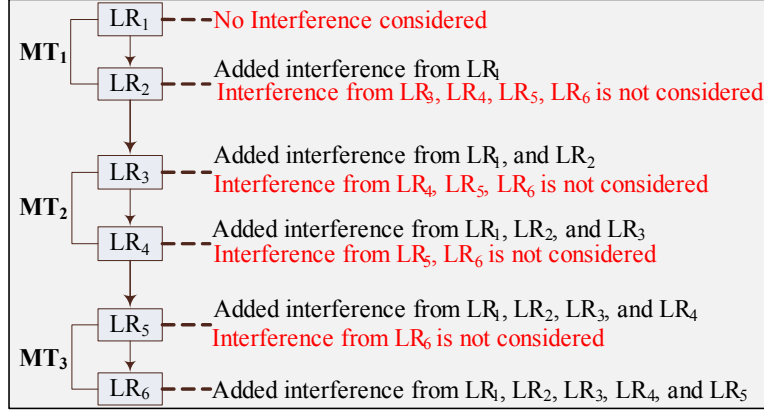 LR₁ No Interference considered
MT₁
Added interference from LR₁
LR₂
Interference from LR₃, LR₄, LR₅, LR₆ is not considered
Added interference from LR₁, and LR₂
LR₃
Interference from LR₄, LR₅, LR₆ is not considered
MT₂
Added interference from LR₁, LR₂, and LR₃
LR₄
Interference from LR₅, LR₆ is not considered
Added interference from LR₁, LR₂, LR₃, and LR₄
LR₅
Interference from LR₆ is not considered
MT₃
LR₆ Added interference from LR₁, LR₂, LR₃, LR₄, and LR₅